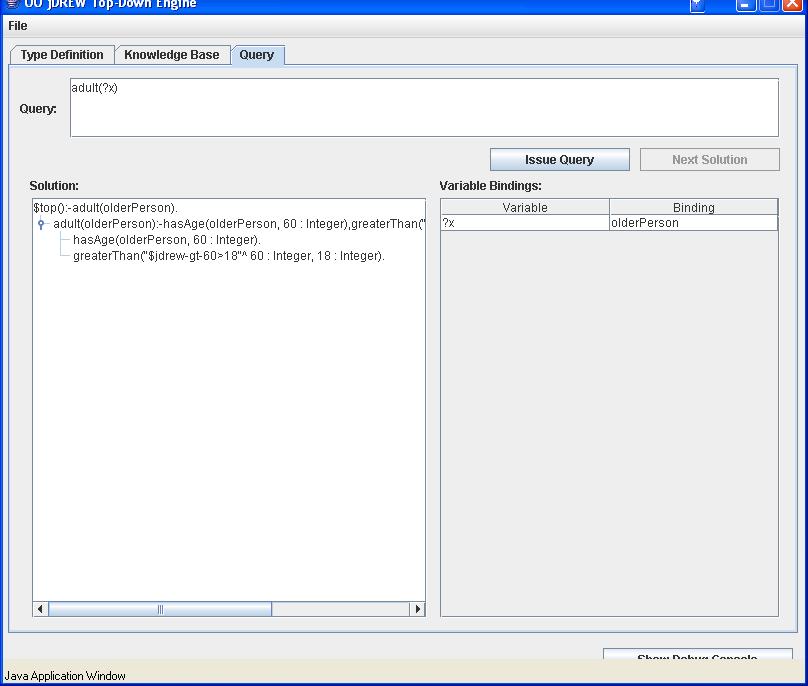 OO jDREW Top-Down Engine
File
Type Definition Knowledge Base Query
Query:
adult(?x)
Issue Query Next Solution
Solution:
$top():-adult(olderPerson).
adult(olderPerson):-hasAge(olderPerson, 60 : Integer),greaterThan("
hasAge(olderPerson, 60 : Integer).
greaterThan("$jdrew-gt-60>18"^ 60 : Integer, 18 : Integer).
Variable Bindings:
Variable Binding
?x olderPerson
Show Debug Console
Java Application Window